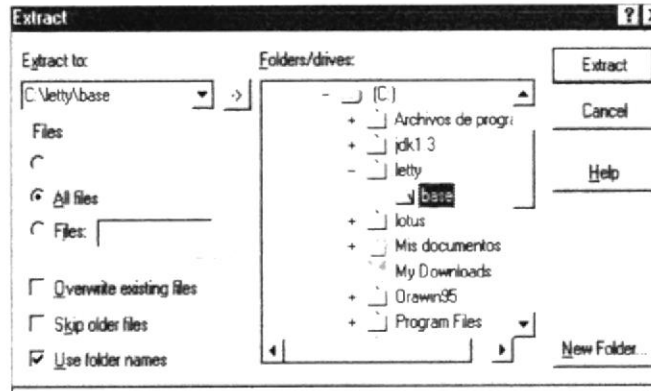 Extract
Extract to:
C:\letty\base
Files
All files
Files:
Overwrite existing files
Skip older files
Use folder names
Folders/drives:
(C:)
Archivos de progra
jdk1.3
letty
base
lotus
Mis documentos
My Downloads
Orawin95
Program Files
Extract
Cancel
Help
New Folder...